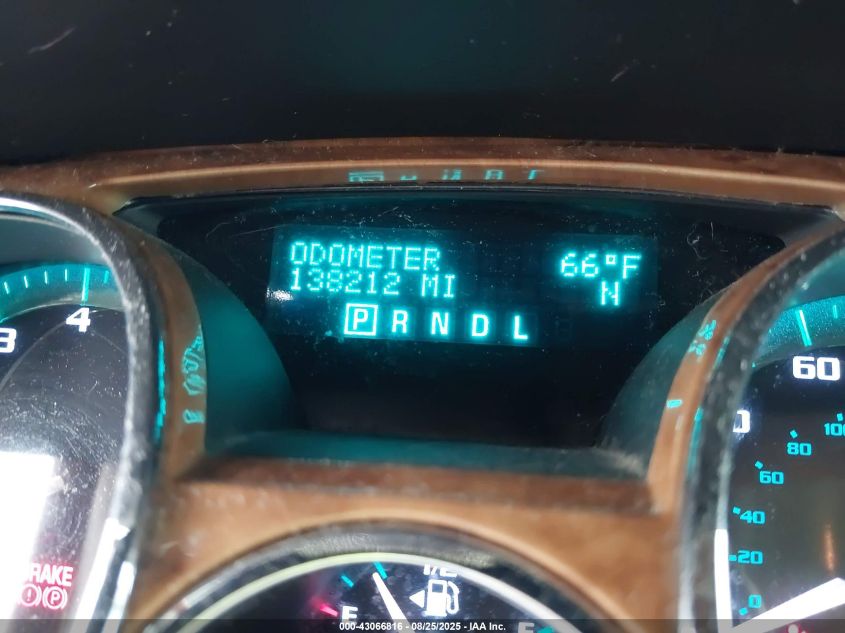 ODOMETER
138212 MI
66°F
N
P R N D L
3
4
60
100
80
60
40
20
0
BRAKE
(!) (P)
E
1/2
000-43066816 - 08/25/2025 - IAA Inc.